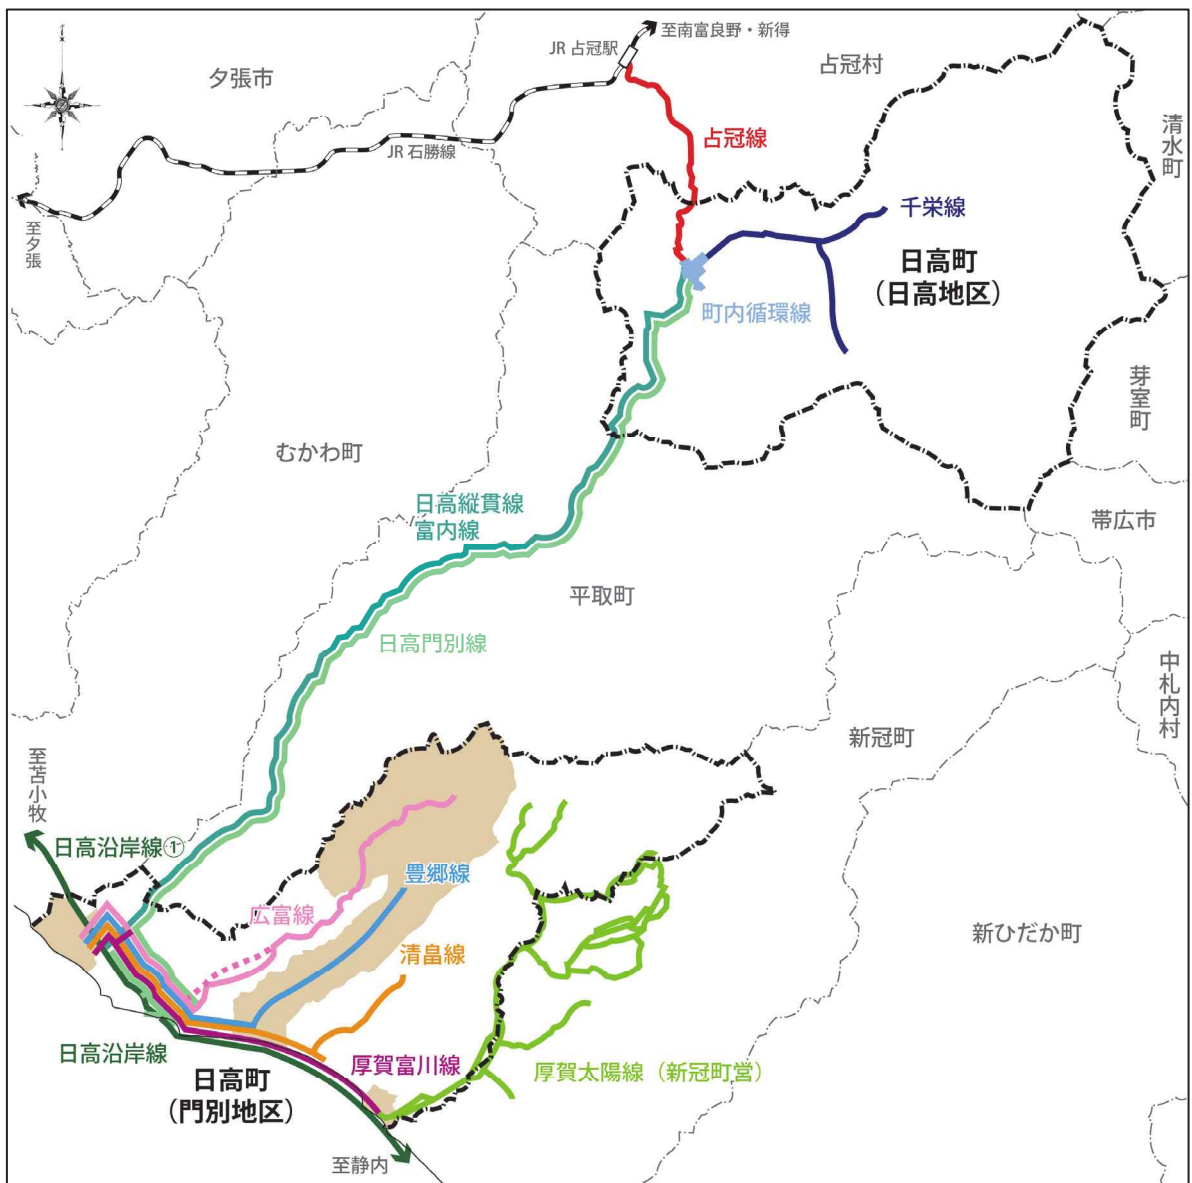 至南富良野・新得
JR 占冠駅
夕張市
占冠村
清水町
占冠線
JR 石勝線
千栄線
至夕張
日高町
（日高地区）
町内循環線
芽室町
むかわ町
日高縦貫線
富内線
帯広市
平取町
日高門別線
中札内村
新冠町
至苫小牧
日高沿岸線①
豊郷線
広富線
新ひだか町
清畠線
日高沿岸線
厚賀富川線
厚賀太陽線（新冠町営）
日高町
（門別地区）
至静内